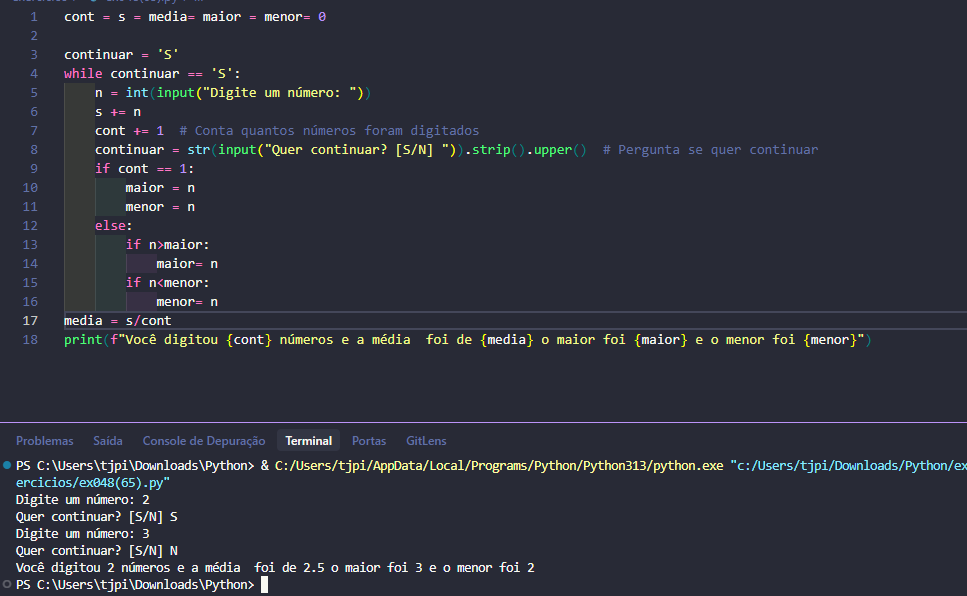 1 cont = s = media= maior = menor= 0
2
3 continuar = 'S'
4 while continuar == 'S':
5 n = int(input("Digite um número: "))
6 s += n
7 cont += 1  # Conta quantos números foram digitados
8 continuar = str(input("Quer continuar? [S/N] ")).strip().upper()  # Pergunta se quer continuar
9 if cont == 1:
10 maior = n
11 menor = n
12 else:
13 if n>maior:
14 maior= n
15 if n<menor:
16 menor= n
17 media = s/cont
18 print(f"Você digitou {cont} números e a média  foi de {media} o maior foi {maior} e o menor foi {menor}")
Problemas Saída Console de Depuração Terminal Portas GitLens
PS C:\Users\tjpi\Downloads\Python> & C:/Users/tjpi/AppData/Local/Programs/Python/Python313/python.exe "c:/Users/tjpi/Downloads/Python/ex
ercicios/ex048(65).py"
Digite um número: 2
Quer continuar? [S/N] S
Digite um número: 3
Quer continuar? [S/N] N
Você digitou 2 números e a média  foi de 2.5 o maior foi 3 e o menor foi 2
PS C:\Users\tjpi\Downloads\Python>